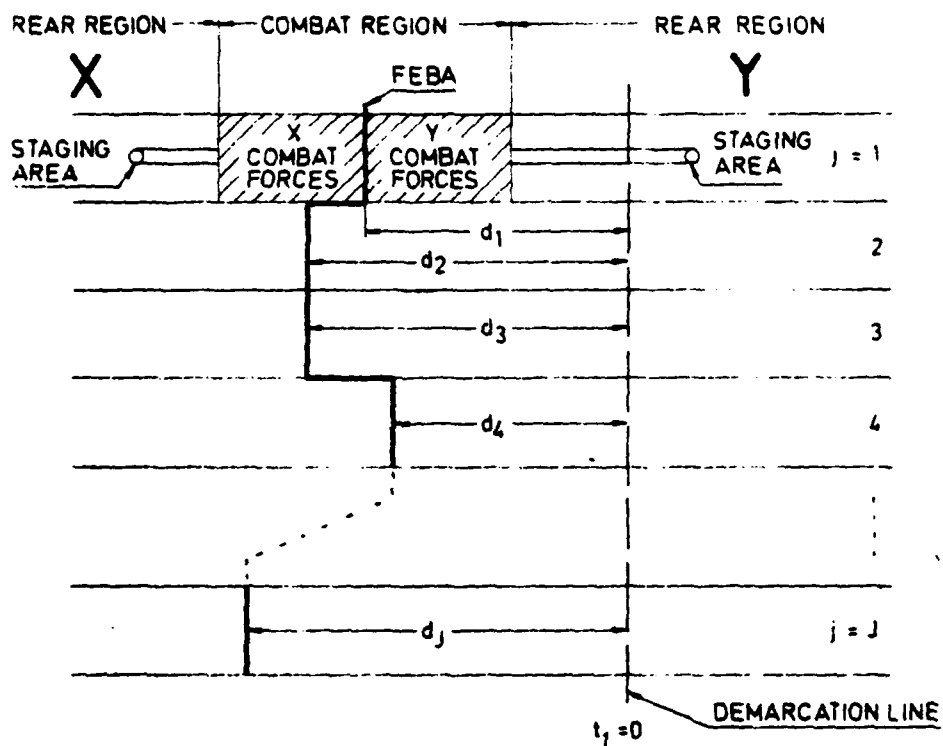 REAR REGION COMBAT REGION REAR REGION
X Y
FEBA
STAGING AREA
X COMBAT FORCES
Y COMBAT FORCES
STAGING AREA
j = 1
d1
d2
2
d3
3
d4
4
dJ
j = J
DEMARCATION LINE
t1 = 0